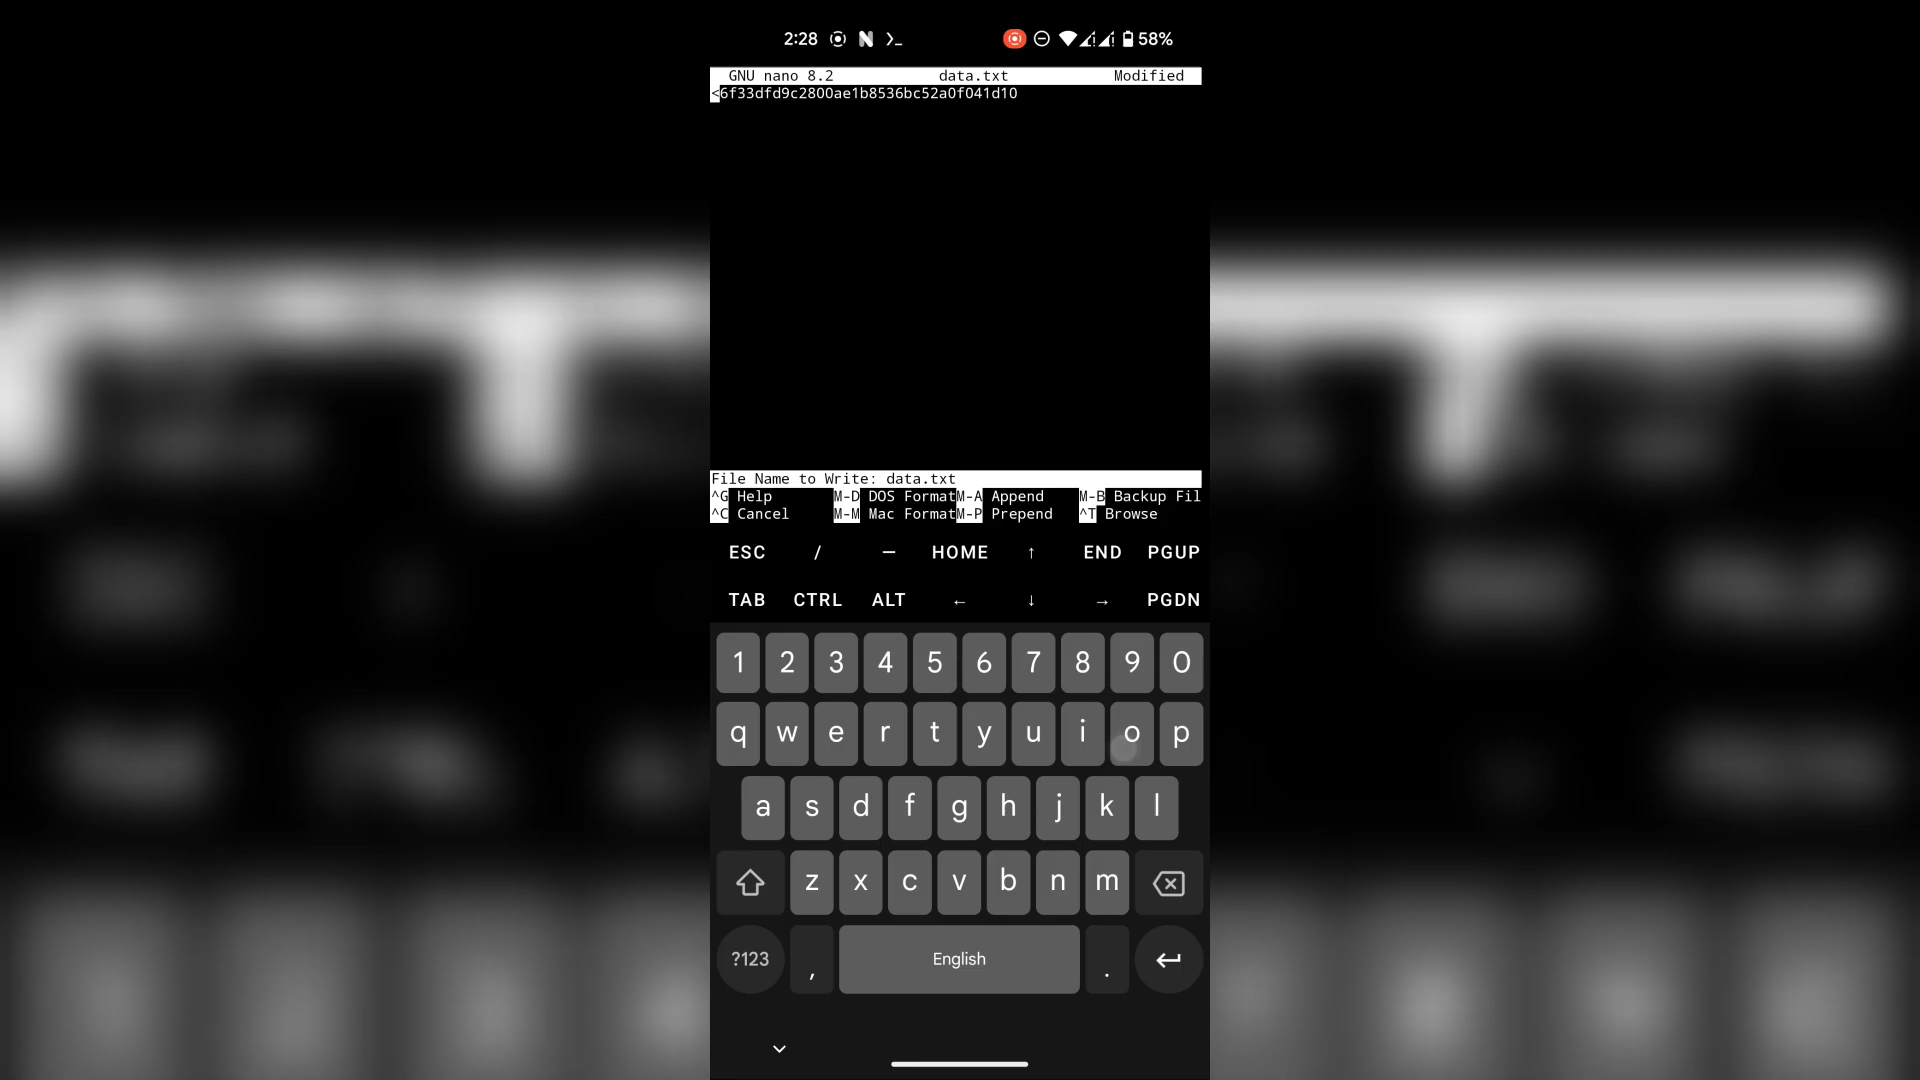 2:28 58%
GNU nano 8.2 data.txt Modified
<6f33dfd9c2800ae1b8536bc52a0f041d10
File Name to Write: data.txt
^G Help M-D DOS Format M-A Append M-B Backup Fil
^C Cancel M-M Mac Format M-P Prepend ^T Browse
ESC / — HOME ↑ END PGUP
TAB CTRL ALT ← ↓ → PGDN
1 2 3 4 5 6 7 8 9 0
q w e r t y u i o p
a s d f g h j k l
z x c v b n m
?123 , English .